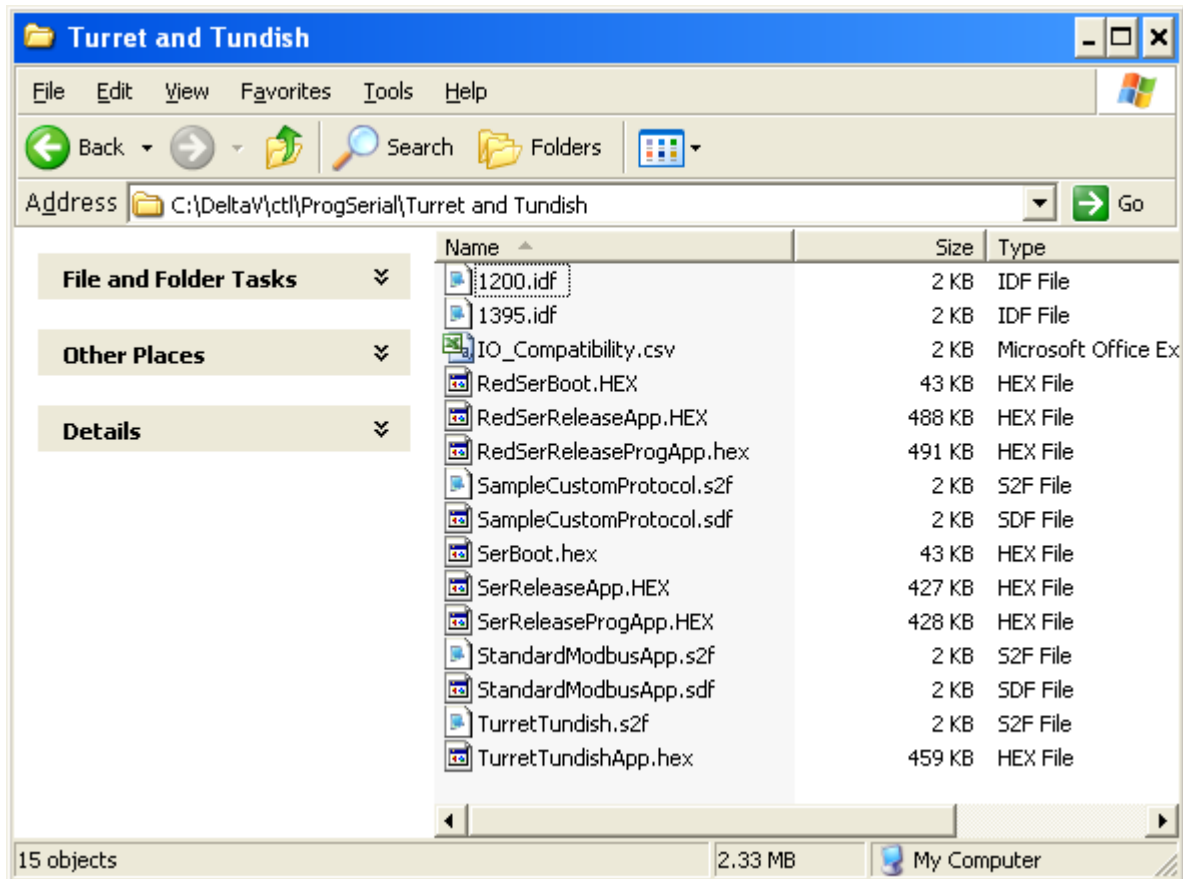 Turret and Tundish
File Edit View Favorites Tools Help
Back Search Folders
Address C:\DeltaV\ctl\ProgSerial\Turret and Tundish Go
File and Folder Tasks
Other Places
Details
Name Size Type
1200.idf 2 KB IDF File
1395.idf 2 KB IDF File
IO_Compatibility.csv 2 KB Microsoft Office Ex
RedSerBoot.HEX 43 KB HEX File
RedSerReleaseApp.HEX 488 KB HEX File
RedSerReleaseProgApp.hex 491 KB HEX File
SampleCustomProtocol.s2f 2 KB S2F File
SampleCustomProtocol.sdf 2 KB SDF File
SerBoot.hex 43 KB HEX File
SerReleaseApp.HEX 427 KB HEX File
SerReleaseProgApp.HEX 428 KB HEX File
StandardModbusApp.s2f 2 KB S2F File
StandardModbusApp.sdf 2 KB SDF File
TurretTundish.s2f 2 KB S2F File
TurretTundishApp.hex 459 KB HEX File
15 objects 2.33 MB My Computer